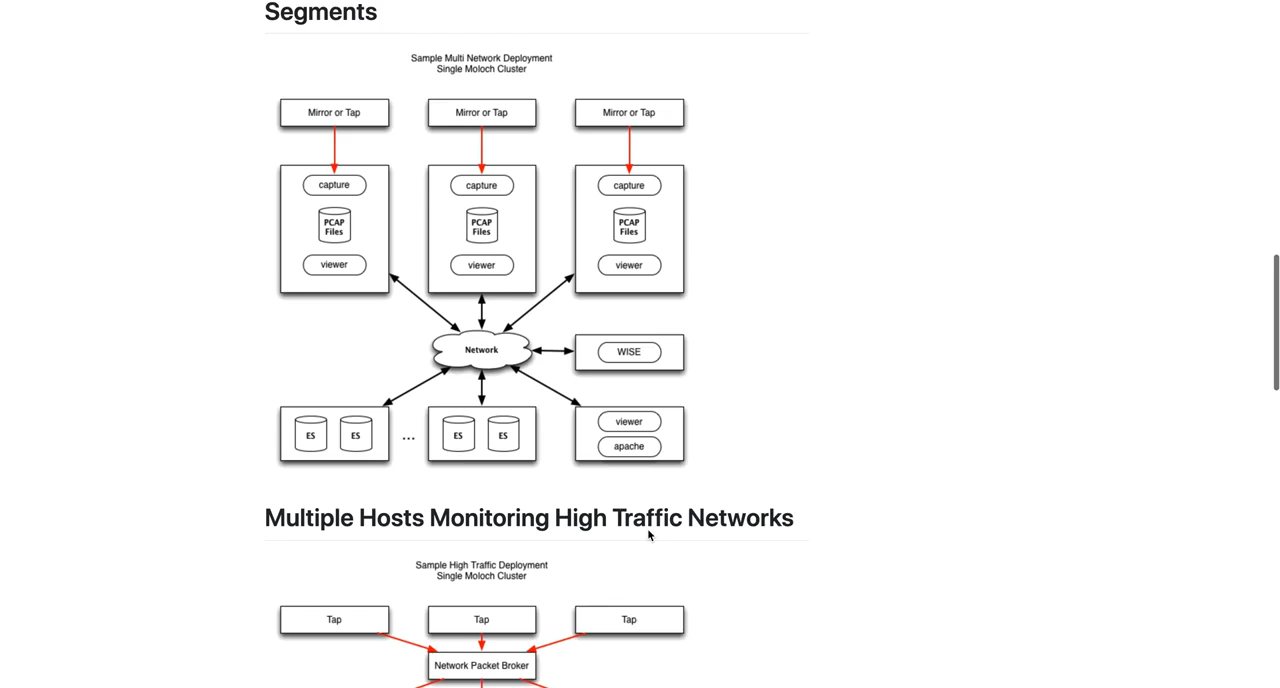 Segments
Sample Multi Network Deployment
Single Moloch Cluster
Mirror or Tap
Mirror or Tap
Mirror or Tap
capture
capture
capture
PCAP
Files
PCAP
Files
PCAP
Files
viewer
viewer
viewer
Network
WISE
ES
ES
...
ES
ES
viewer
apache
Multiple Hosts Monitoring High Traffic Networks
Sample High Traffic Deployment
Single Moloch Cluster
Tap
Tap
Tap
Network Packet Broker